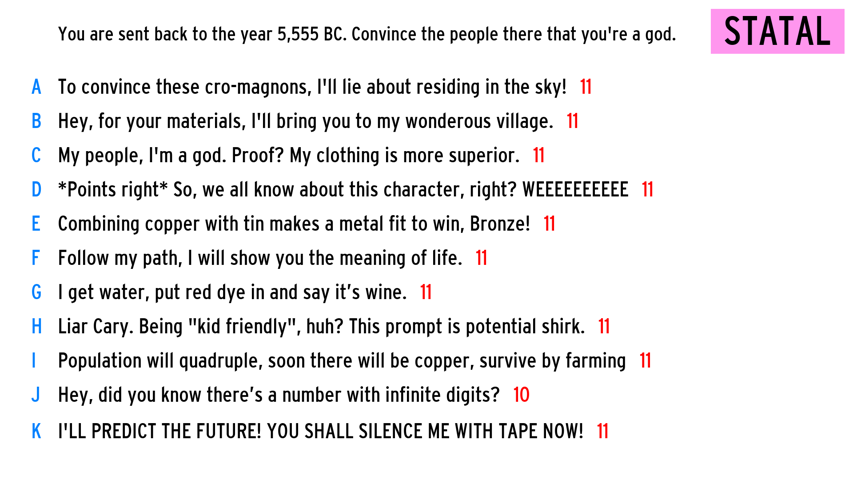 You are sent back to the year 5,555 BC. Convince the people there that you're a god.
STATAL
A To convince these cro-magnons, I'll lie about residing in the sky! 11
B Hey, for your materials, I'll bring you to my wonderous village. 11
C My people, I'm a god. Proof? My clothing is more superior. 11
D *Points right* So, we all know about this character, right? WEEEEEEEEEE 11
E Combining copper with tin makes a metal fit to win, Bronze! 11
F Follow my path, I will show you the meaning of life. 11
G I get water, put red dye in and say it’s wine. 11
H Liar Cary. Being "kid friendly", huh? This prompt is potential shirk. 11
I Population will quadruple, soon there will be copper, survive by farming 11
J Hey, did you know there’s a number with infinite digits? 10
K I'LL PREDICT THE FUTURE! YOU SHALL SILENCE ME WITH TAPE NOW! 11